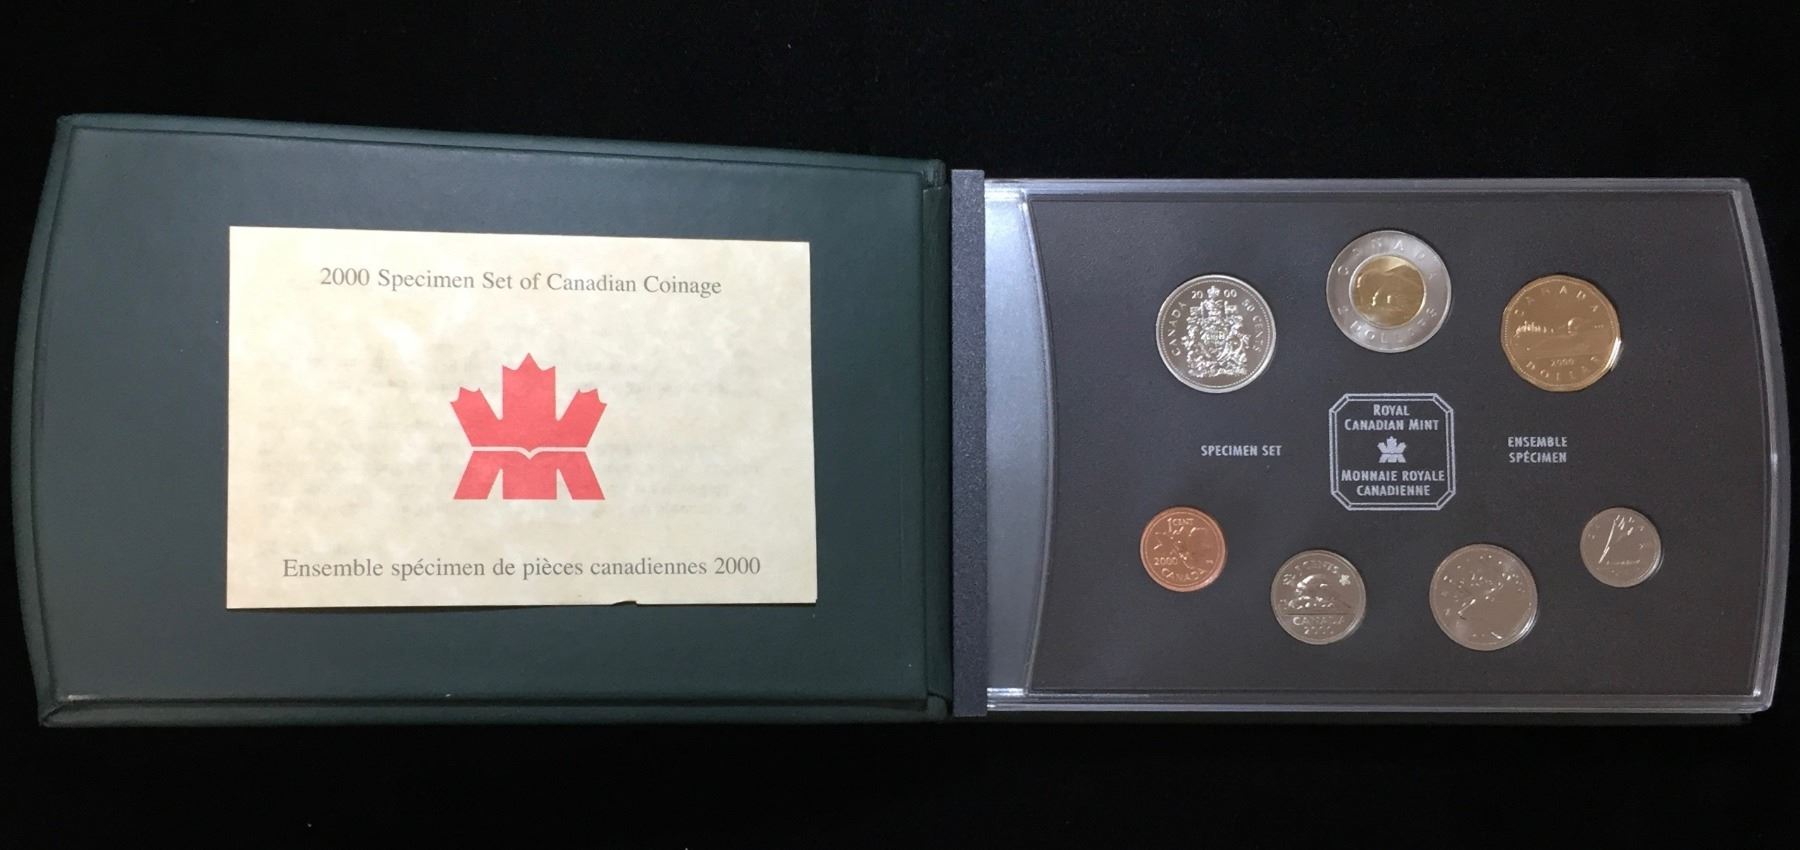 2000 Specimen Set of Canadian Coinage
Ensemble spécimen de pièces canadiennes 2000
CANADA 20 00 50 CENTS
CANADA
2 DOLLARS
CANADA
2000
DOLLAR
SPECIMEN SET
ROYAL
CANADIAN MINT
MONNAIE ROYALE
CANADIENNE
ENSEMBLE
SPÉCIMEN
1 CENT
2000
CANADA
5 CENTS
CANADA
2000